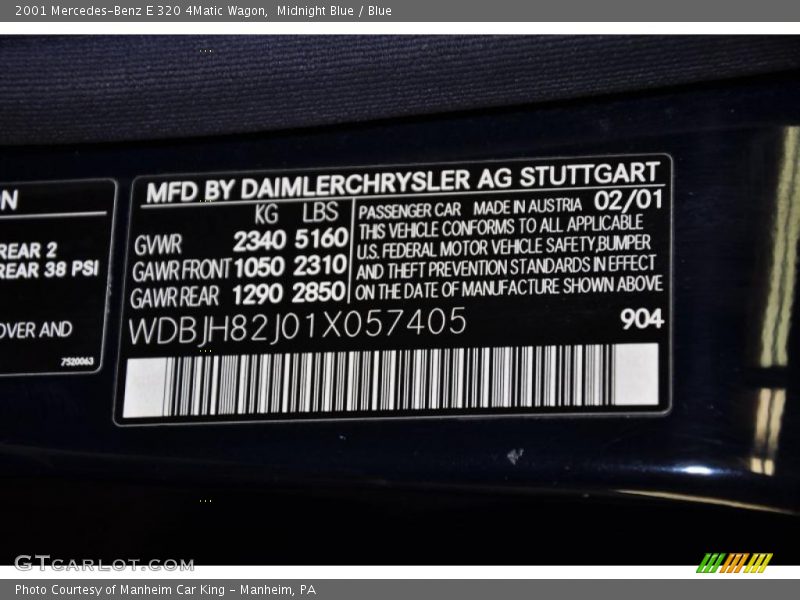 2001 Mercedes-Benz E 320 4Matic Wagon,  Midnight Blue / Blue
N
REAR 2
REAR 38 PSI
OVER AND
7520063
MFD BY DAIMLERCHRYSLER AG STUTTGART
KG LBS
GVWR 2340 5160
GAWR FRONT 1050 2310
GAWR REAR 1290 2850
PASSENGER CAR MADE IN AUSTRIA 02/01
THIS VEHICLE CONFORMS TO ALL APPLICABLE
U.S. FEDERAL MOTOR VEHICLE SAFETY,BUMPER
AND THEFT PREVENTION STANDARDS IN EFFECT
ON THE DATE OF MANUFACTURE SHOWN ABOVE
WDBJH82J01X057405
904
GTCARLOT.COM
Photo Courtesy of Manheim Car King - Manheim, PA